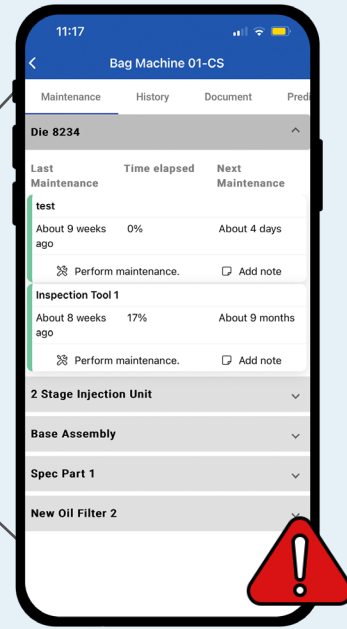 11:17
Bag Machine 01-CS
Maintenance History Document Predi
Die 8234
Last Maintenance Time elapsed Next Maintenance
test
About 9 weeks ago 0% About 4 days
Perform maintenance. Add note
Inspection Tool 1
About 8 weeks ago 17% About 9 months
Perform maintenance. Add note
2 Stage Injection Unit
Base Assembly
Spec Part 1
New Oil Filter 2